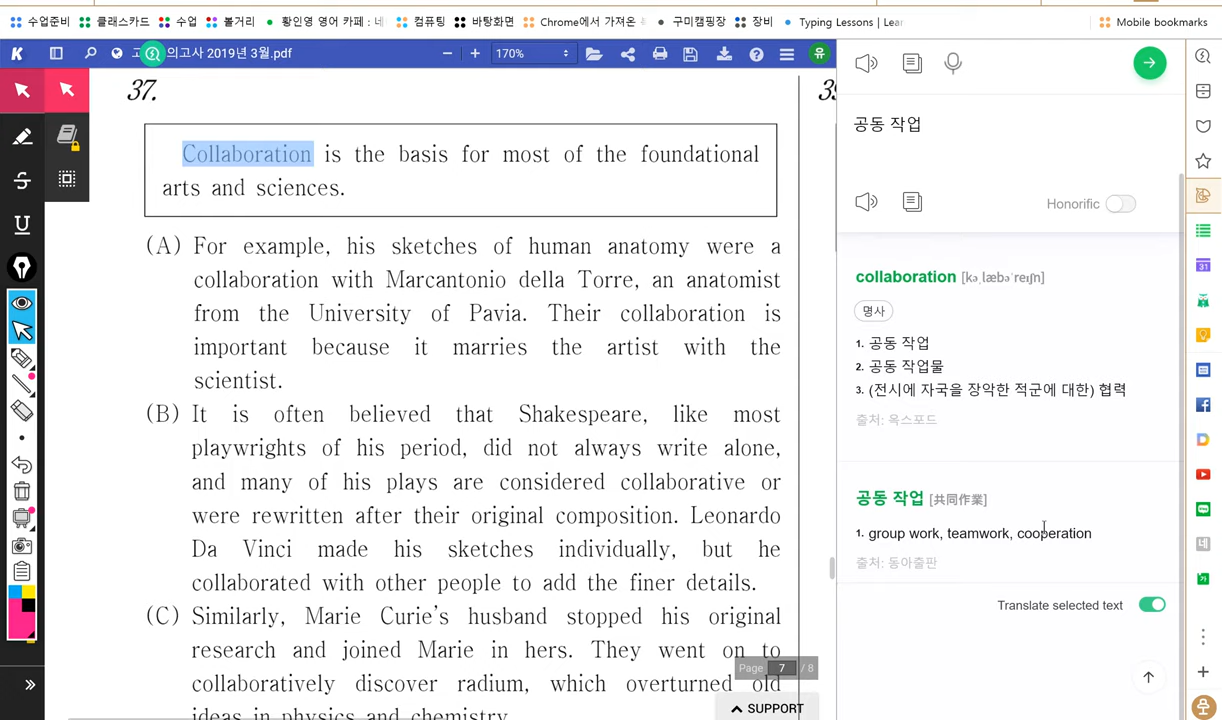 수업준비 클래스카드 수업 볼거리 황인영 영어 카페 : 네 컴퓨팅 바탕화면 Chrome에서 가져온 구미캠핑장 장비 Typing Lessons | Lear Mobile bookmarks
K 의고사 2019년 3월.pdf 170% 유
37.
Collaboration is the basis for most of the foundational
arts and sciences.
(A) For example, his sketches of human anatomy were a
collaboration with Marcantonio della Torre, an anatomist
from the University of Pavia. Their collaboration is
important because it marries the artist with the
scientist.
(B) It is often believed that Shakespeare, like most
playwrights of his period, did not always write alone,
and many of his plays are considered collaborative or
were rewritten after their original composition. Leonardo
Da Vinci made his sketches individually, but he
collaborated with other people to add the finer details.
(C) Similarly, Marie Curie's husband stopped his original
research and joined Marie in hers. They went on to
collaboratively discover radium, which overturned old
ideas in physics and chemistry.
Page 7 / 8
SUPPORT
공동 작업
Honorific
collaboration [kəˌlæbəˈreɪʃn]
명사
1. 공동 작업
2. 공동 작업물
3. (전시에 자국을 장악한 적군에 대한) 협력
출처: 옥스포드
공동 작업 [共同作業]
1. group work, teamwork, cooperation
출처: 동아출판
Translate selected text
31